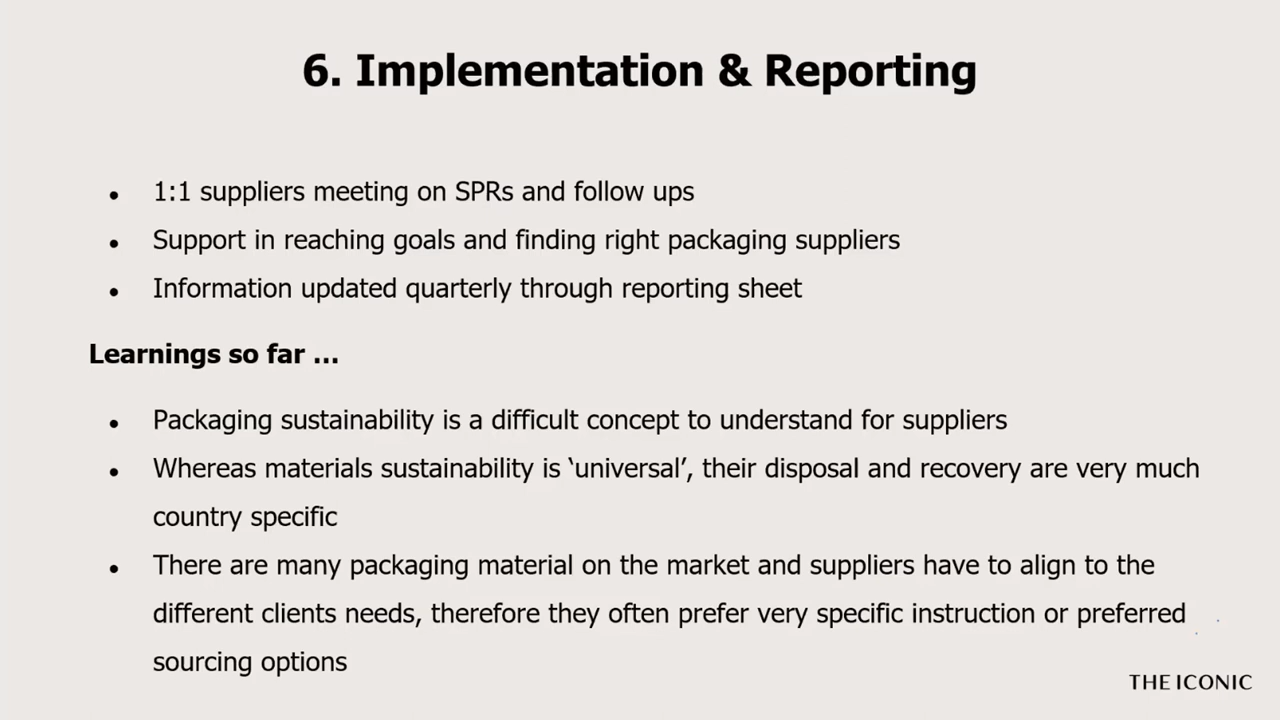 6. Implementation & Reporting
• 1:1 suppliers meeting on SPRs and follow ups
• Support in reaching goals and finding right packaging suppliers
• Information updated quarterly through reporting sheet
Learnings so far ...
• Packaging sustainability is a difficult concept to understand for suppliers
• Whereas materials sustainability is ‘universal’, their disposal and recovery are very much
country specific
• There are many packaging material on the market and suppliers have to align to the
different clients needs, therefore they often prefer very specific instruction or preferred
sourcing options
THE ICONIC